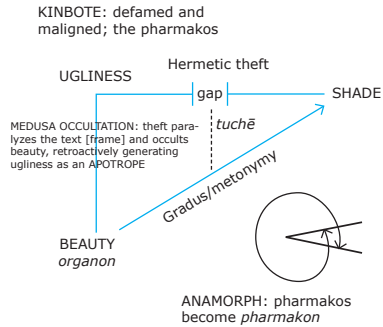 KINBOTE: defamed and
maligned; the pharmakos
Hermetic theft
UGLINESS
gap
SHADE
tuchē
MEDUSA OCCULTATION: theft para-
lyzes the text [frame] and occults
beauty, retroactively generating
ugliness as an APOTROPE
Gradus/metonymy
BEAUTY
organon
ANAMORPH: pharmakos
become pharmakon